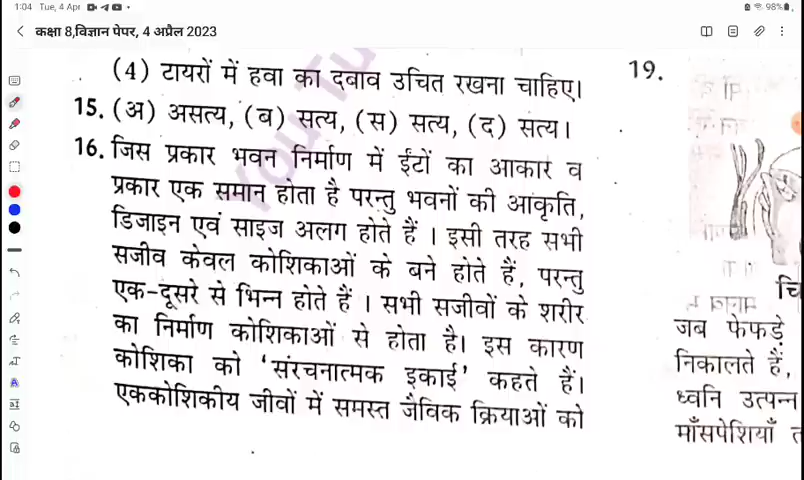 1:04 Tue, 4 Apr
98%
कक्षा 8,विज्ञान पेपर, 4 अप्रैल 2023
(4) टायरों में हवा का दबाव उचित रखना चाहिए।
15. (अ) असत्य, (ब) सत्य, (स) सत्य, (द) सत्य।
16. जिस प्रकार भवन निर्माण में ईंटों का आकार व
प्रकार एक समान होता है परन्तु भवनों की आकृति,
डिजाइन एवं साइज अलग होते हैं । इसी तरह सभी
सजीव केवल कोशिकाओं के बने होते हैं, परन्तु
एक-दूसरे से भिन्न होते हैं । सभी सजीवों के शरीर
का निर्माण कोशिकाओं से होता है। इस कारण
कोशिका को 'संरचनात्मक इकाई' कहते हैं।
एककोशिकीय जीवों में समस्त जैविक क्रियाओं को
You Tu
19.
चि
जब फेफड़े
निकालते हैं,
ध्वनि उत्पन्न
माँसपेशियाँ